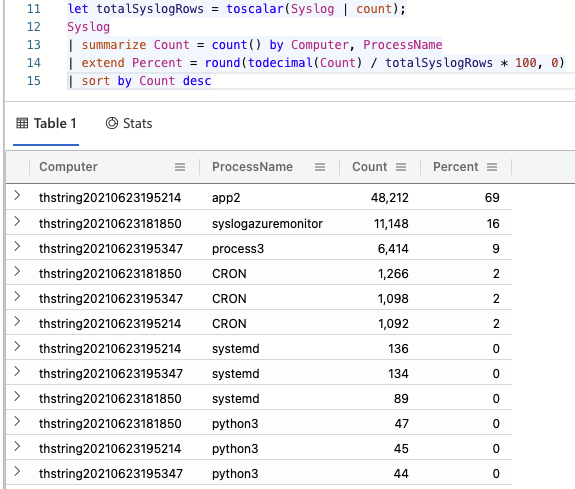 11 let totalSyslogRows = toscalar(Syslog | count);
12 Syslog
13 | summarize Count = count() by Computer, ProcessName
14 | extend Percent = round(todecimal(Count) / totalSyslogRows * 100, 0)
15 | sort by Count desc
Table 1 Stats
Computer ProcessName Count Percent
thstring20210623195214 app2 48,212 69
thstring20210623181850 syslogazuremonitor 11,148 16
thstring20210623195347 process3 6,414 9
thstring20210623181850 CRON 1,266 2
thstring20210623195347 CRON 1,098 2
thstring20210623195214 CRON 1,092 2
thstring20210623195214 systemd 136 0
thstring20210623195347 systemd 134 0
thstring20210623181850 systemd 89 0
thstring20210623181850 python3 47 0
thstring20210623195214 python3 45 0
thstring20210623195347 python3 44 0